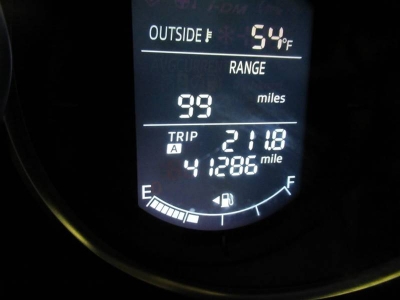 OUTSIDE 54°F
RANGE
99 miles
TRIP A 211.8
41286 mile
E F